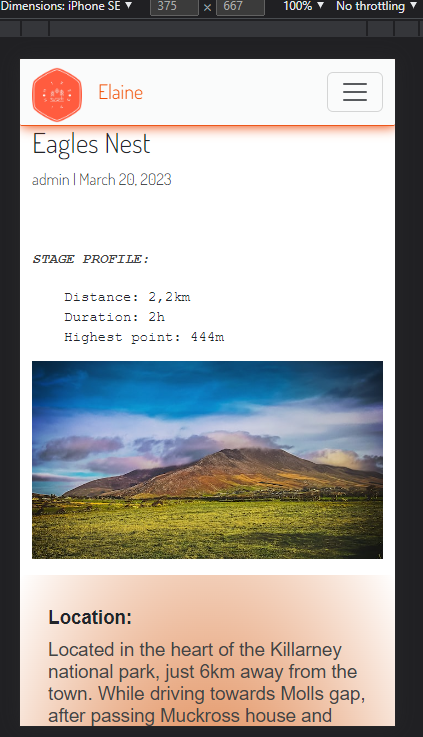 Dimensions: iPhone SE ▼ 375 × 667 100% ▼ No throttling ▼
Elaine
Eagles Nest
admin | March 20, 2023
STAGE PROFILE:
Distance: 2,2km
Duration: 2h
Highest point: 444m
Location:
Located in the heart of the Killarney
national park, just 6km away from the
town. While driving towards Molls gap,
after passing Muckross house and